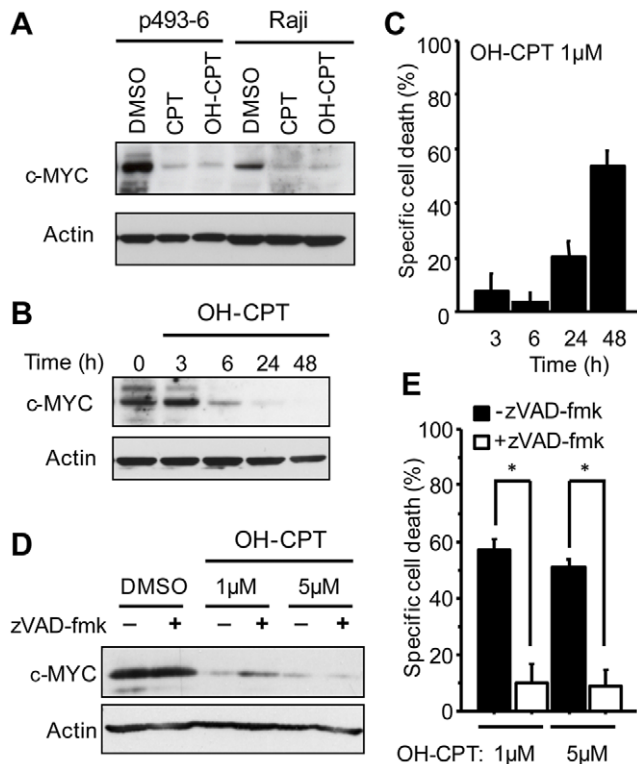 A
p493-6 Raji
DMSO
CPT
OH-CPT
DMSO
CPT
OH-CPT
c-MYC
Actin
B
OH-CPT
Time (h) 0 3 6 24 48
c-MYC
Actin
C
OH-CPT 1µM
Specific cell death (%)
100
80
60
40
20
0
3 6 24 48
Time (h)
D
OH-CPT
DMSO 1µM 5µM
zVAD-fmk – + – + – +
c-MYC
Actin
E
-zVAD-fmk
+zVAD-fmk
Specific cell death (%)
100
80
60
40
20
0
* *
OH-CPT: 1µM 5µM